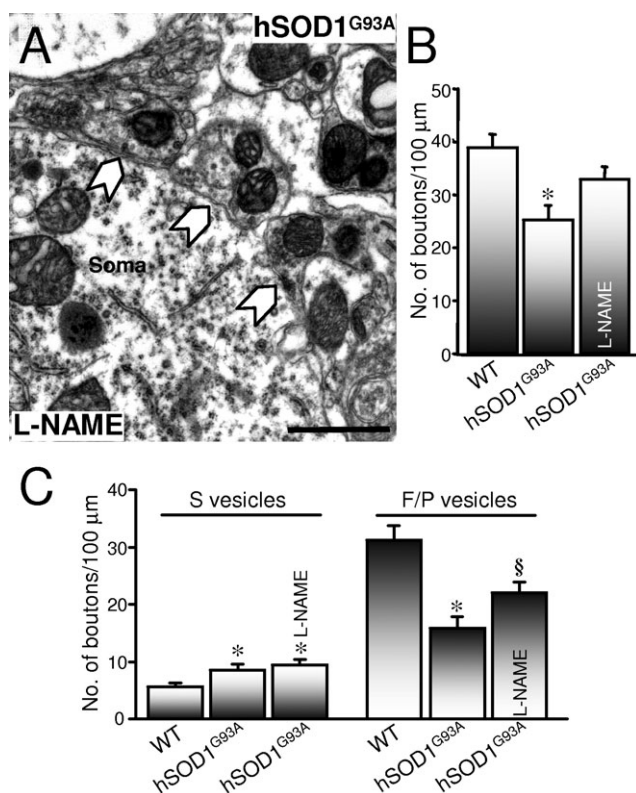 A
hSOD1G93A
Soma
L-NAME
B
No. of boutons/100 μm
50
40
30
20
10
0
L-NAME
WT
hSOD1G93A
hSOD1G93A
*
C
No. of boutons/100 μm
40
30
20
10
0
S vesicles
F/P vesicles
*
* L-NAME
*
§
L-NAME
WT
hSOD1G93A
hSOD1G93A
WT
hSOD1G93A
hSOD1G93A